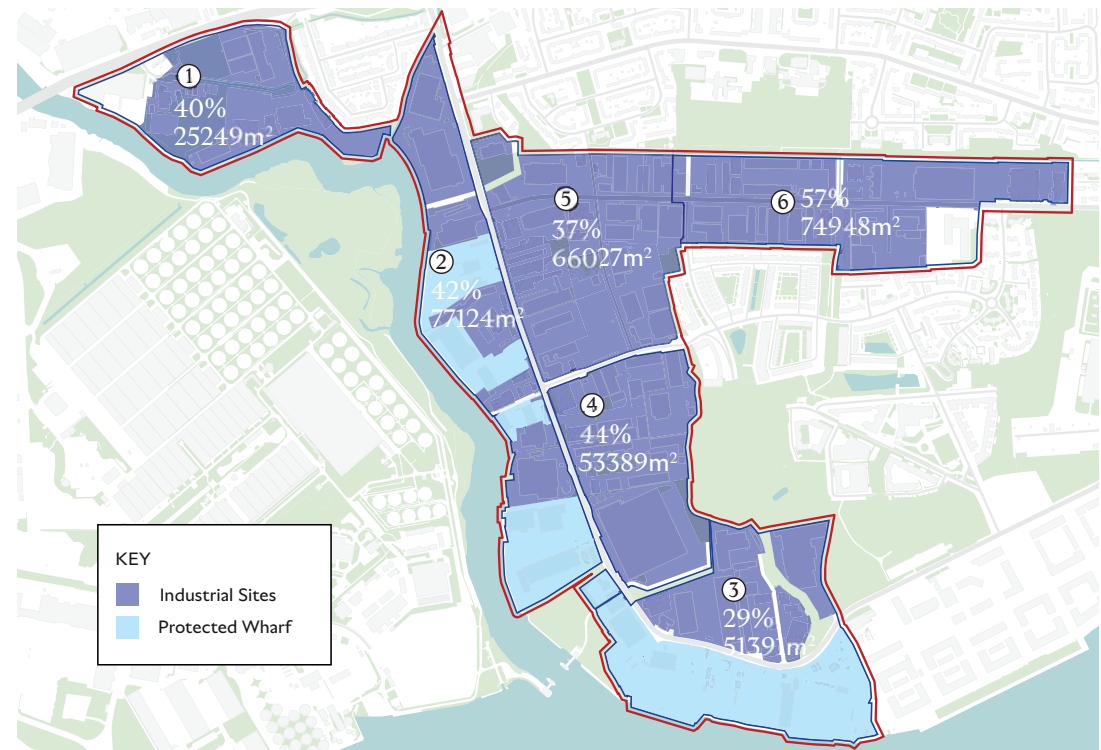 1
40%
25249m²
2
42%
77124m²
5
37%
66027m²
6 57%
74948m²
4
44%
53389m²
3
29%
51391m
KEY
Industrial Sites
Protected Wharf